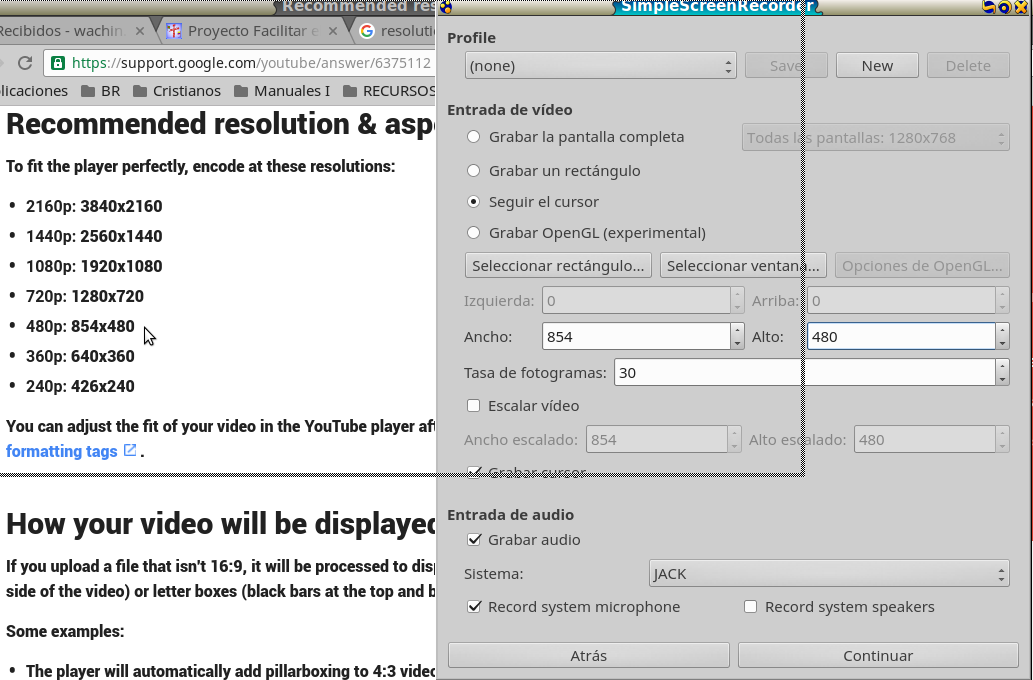 Recommended res
Recibidos - wachin.
Proyecto Facilitar e
resoluti
https://support.google.com/youtube/answer/6375112
licaciones
BR
Cristianos
Manuales I
RECURSOS
Recommended resolution & asp
To fit the player perfectly, encode at these resolutions:
• 2160p: 3840x2160
• 1440p: 2560x1440
• 1080p: 1920x1080
• 720p: 1280x720
• 480p: 854x480
• 360p: 640x360
• 240p: 426x240
You can adjust the fit of your video in the YouTube player aft
formatting tags .
How your video will be displayed
If you upload a file that isn't 16:9, it will be processed to disp
side of the video) or letter boxes (black bars at the top and b
Some examples:
• The player will automatically add pillarboxing to 4:3 videc
SimpleScreenRecorder
Profile
(none)
Save
New
Delete
Entrada de vídeo
Grabar la pantalla completa
Todas las pantallas: 1280x768
Grabar un rectángulo
Seguir el cursor
Grabar OpenGL (experimental)
Seleccionar rectángulo...
Seleccionar ventana...
Opciones de OpenGL...
Izquierda: 0
Arriba: 0
Ancho: 854
Alto: 480
Tasa de fotogramas: 30
Escalar vídeo
Ancho escalado: 854
Alto escalado: 480
Grabar cursor
Entrada de audio
Grabar audio
Sistema: JACK
Record system microphone
Record system speakers
Atrás
Continuar